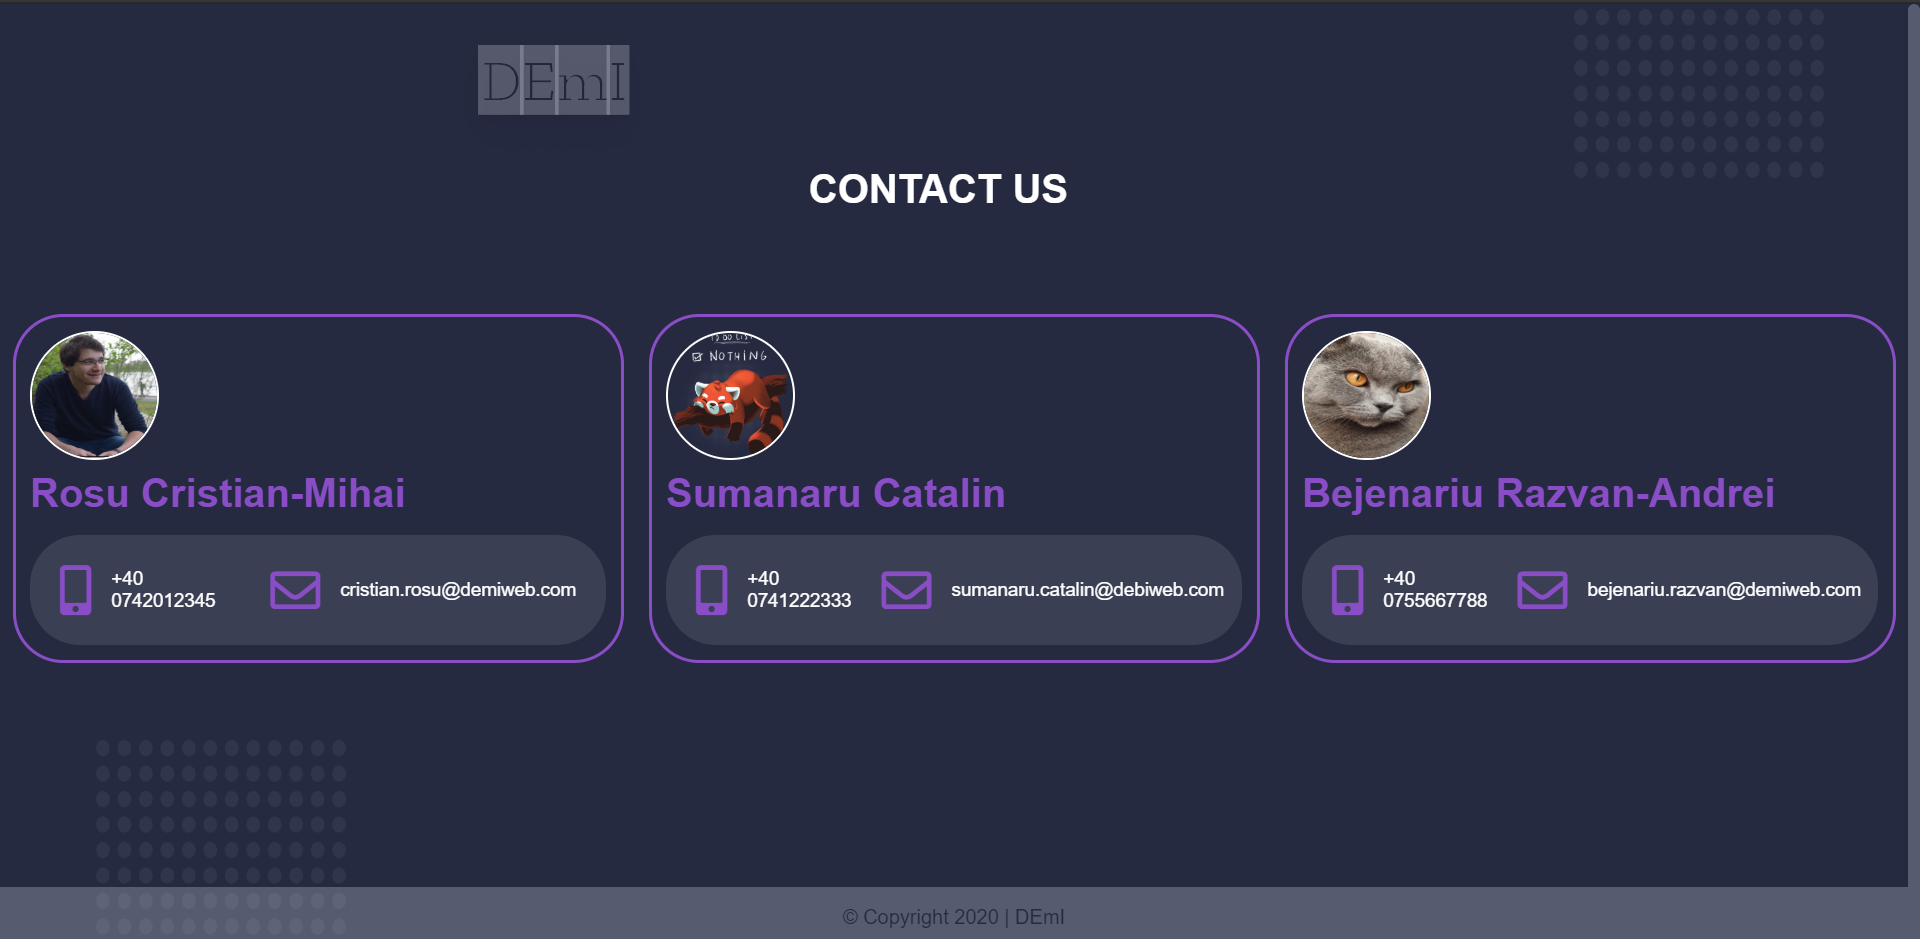 DEmI
CONTACT US
TO DO LIST
NOTHING
Rosu Cristian-Mihai
+40
0742012345
cristian.rosu@demiweb.com
Sumanaru Catalin
+40
0741222333
sumanaru.catalin@debiweb.com
Bejenariu Razvan-Andrei
+40
0755667788
bejenariu.razvan@demiweb.com
© Copyright 2020 | DEmI